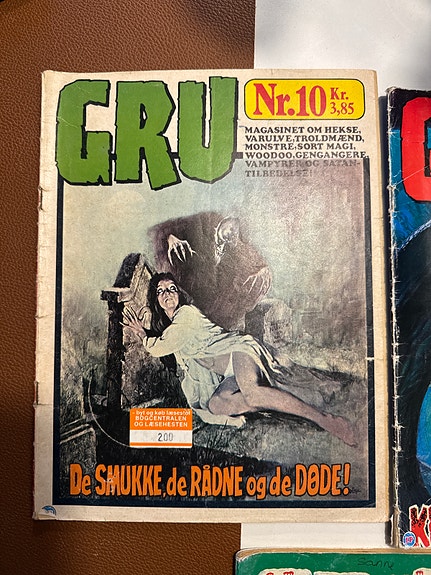 GRU
Nr.10 Kr.
3,85
MAGASINET OM HEKSE,
VARULVE, TROLDMÆND,
MONSTRE, SORT MAGI,
WOODOO, GENGANGERE,
VAMPYRER OG SATAN-
TILBEDELSE!
- byt og køb læsestof
BOGCENTRALEN
OG LÆSEHESTEN
200
De SMUKKE, de RÅDNE og de DØDE!